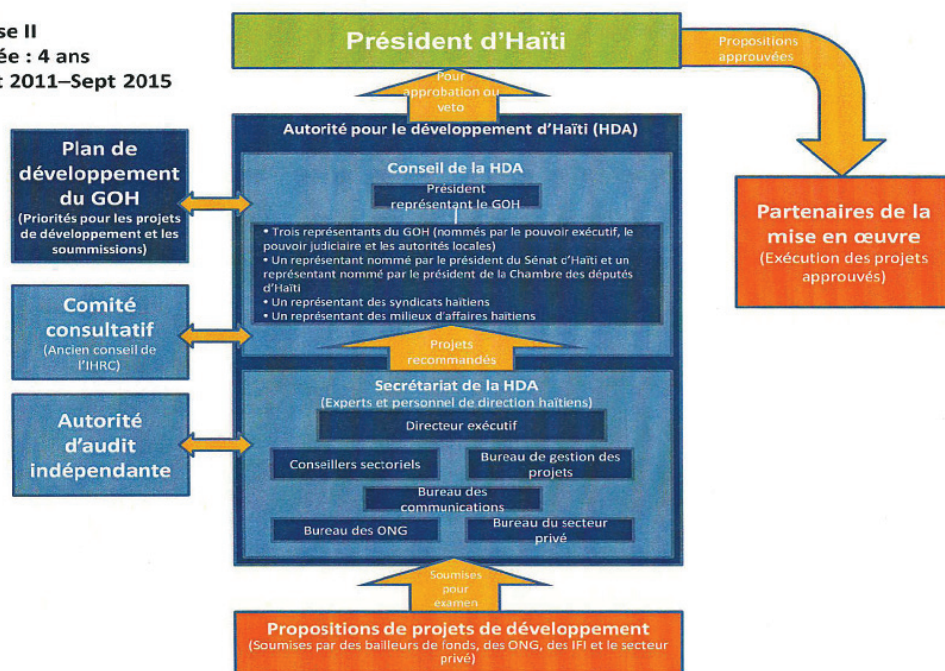 se II
ée : 4 ans
t 2011–Sept 2015
Président d’Haïti
Propositions
approuvées
Pour
approbation ou
veto
Autorité pour le développement d’Haïti (HDA)
Plan de
développement
du GOH
(Priorités pour les projets
de développement et les
soummissions)
Conseil de la HDA
Président
représentant le GOH
• Trois représentants du GOH (nommés par le pouvoir exécutif, le
pouvoir judiciaire et les autorités locales)
• Un représentant nommé par le président du Sénat d’Haïti et un
représentant nommé par le président de la Chambre des députés
d’Haïti
• Un représentant des syndicats haïtiens
• Un représentant des milieux d’affaires haïtiens
Partenaires de la
mise en œuvre
(Exécution des projets
approuvés)
Comité
consultatif
(Ancien conseil de
l’IHRC)
Projets
recommandés
Autorité
d’audit
indépendante
Secrétariat de la HDA
(Experts et personnel de direction haïtiens)
Directeur exécutif
Conseillers sectoriels
Bureau de gestion des
projets
Bureau des
communications
Bureau des ONG
Bureau du secteur
privé
Soumises
pour
examen
Propositions de projets de développement
(Soumises par des bailleurs de fonds, des ONG, des IFI et le secteur
privé)